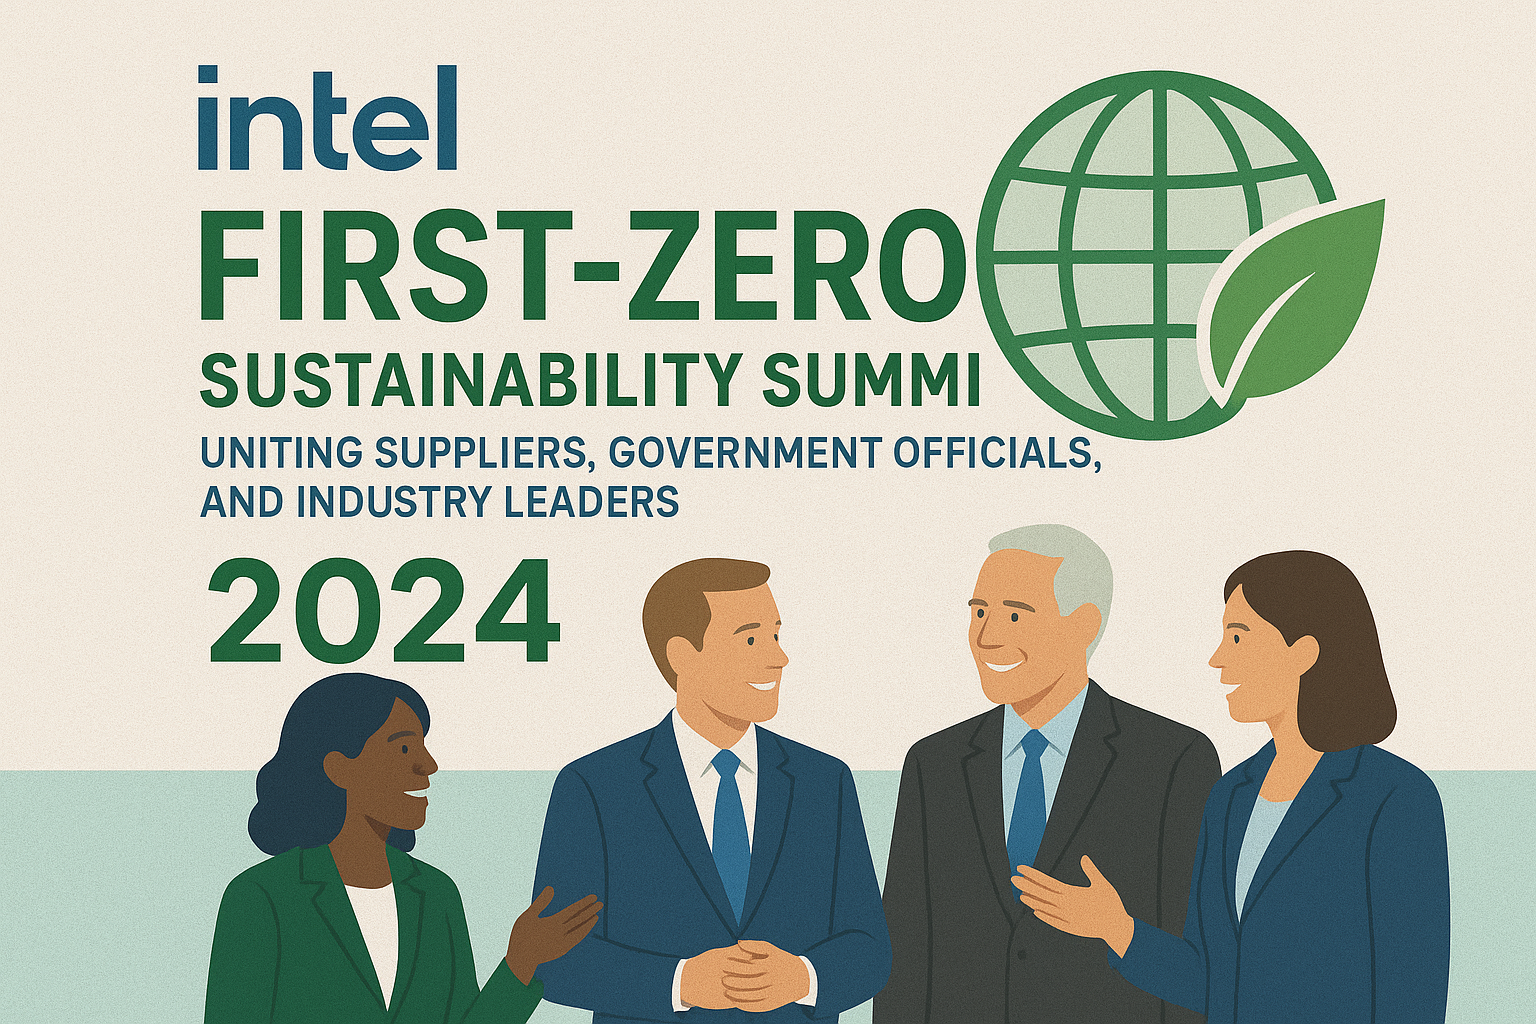 intel
FIRST-ZERO
SUSTAINABILITY SUMMI
UNITING SUPPLIERS, GOVERNMENT OFFICIALS,
AND INDUSTRY LEADERS
2024